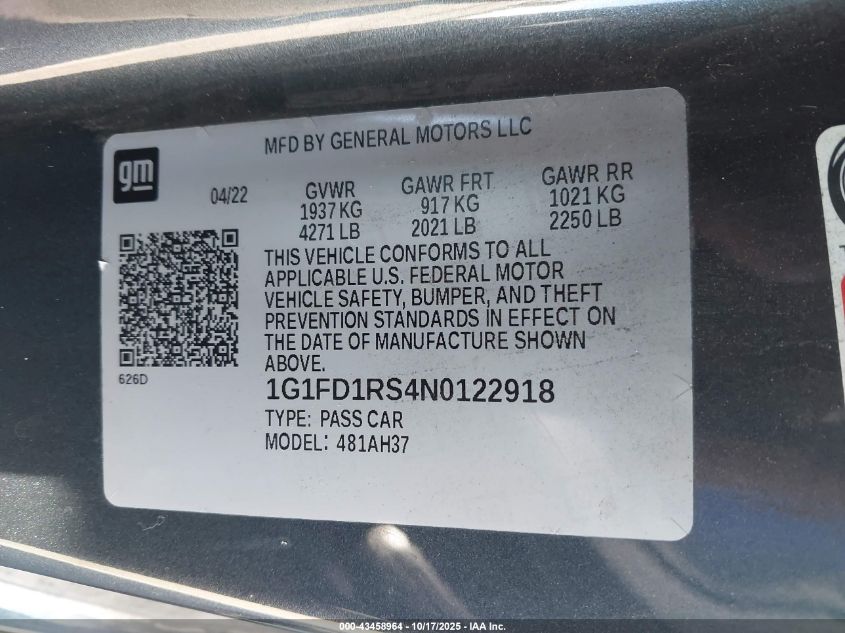 MFD BY GENERAL MOTORS LLC
gm
04/22
GVWR
1937 KG
4271 LB
GAWR FRT
917 KG
2021 LB
GAWR RR
1021 KG
2250 LB
THIS VEHICLE CONFORMS TO ALL
APPLICABLE U.S. FEDERAL MOTOR
VEHICLE SAFETY, BUMPER, AND THEFT
PREVENTION STANDARDS IN EFFECT ON
THE DATE OF MANUFACTURE SHOWN
ABOVE.
626D
1G1FD1RS4N0122918
TYPE: PASS CAR
MODEL: 481AH37
000-43458964 - 10/17/2025 - IAA Inc.